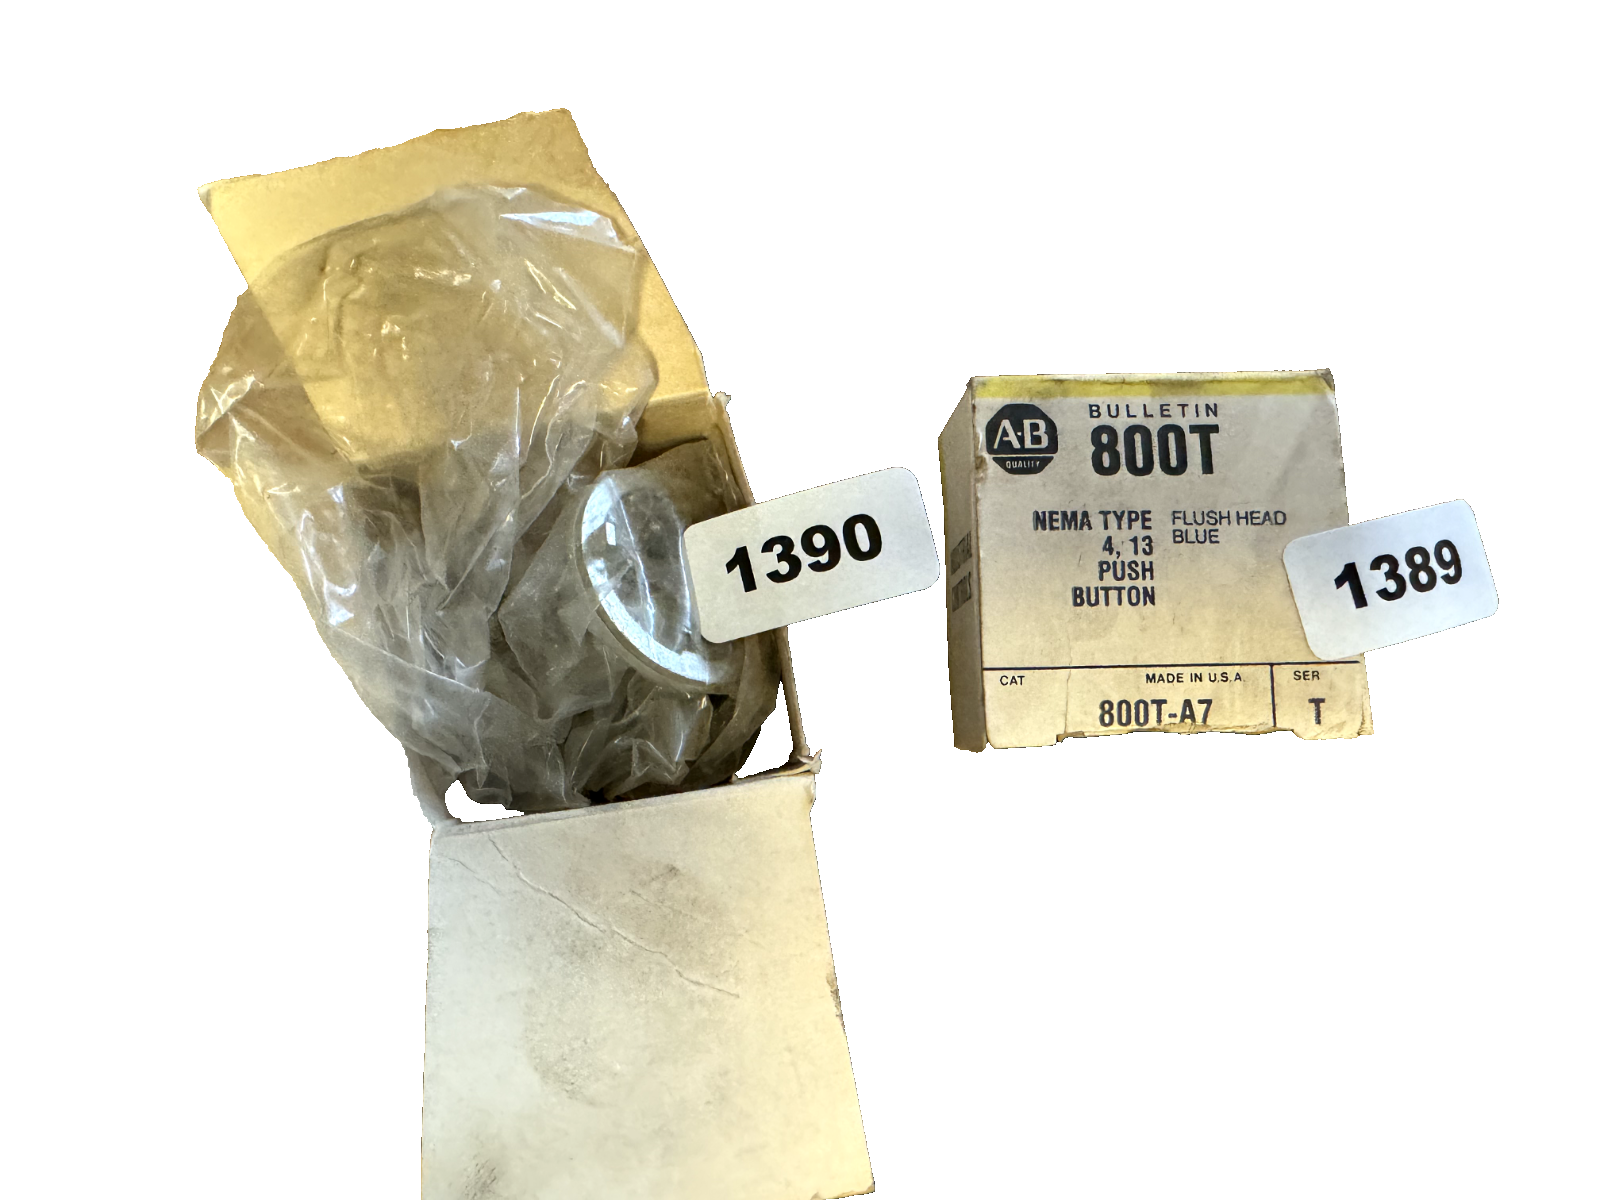 1390
A-B
QUALITY
BULLETIN
800T
NEMA TYPE
4, 13
PUSH
BUTTON
FLUSH HEAD
BLUE
1389
CAT
MADE IN U.S.A.
SER
800T-A7
T